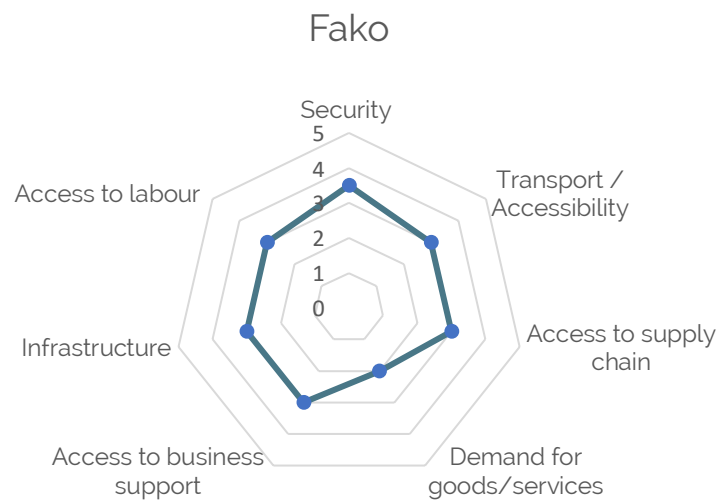 Fako
Security
5
4
3
2
1
0
Transport /
Accessibility
Access to supply
chain
Demand for
goods/services
Access to business
support
Infrastructure
Access to labour